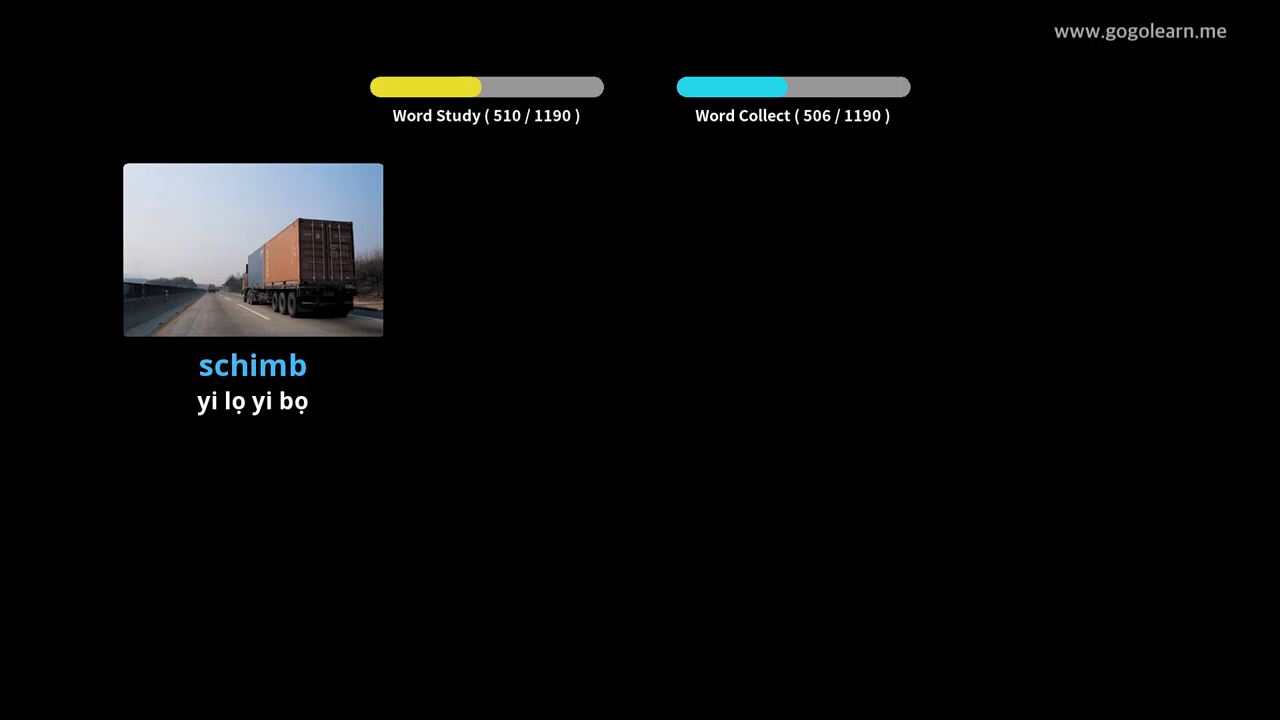 www.gogolearn.me
Word Study ( 510 / 1190 )
Word Collect ( 506 / 1190 )
schimb
yi lọ yi bọ